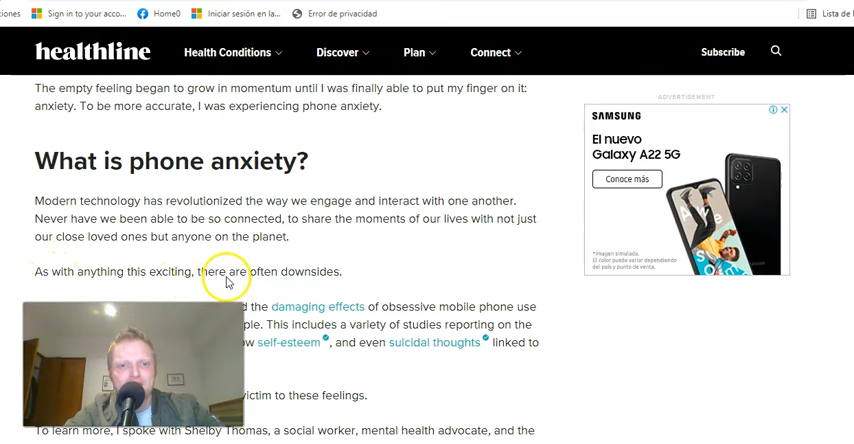 ciones Sign in to your acco... Home0 Iniciar sesión en la... Error de privacidad Lista de
healthline Health Conditions Discover Plan Connect Subscribe
The empty feeling began to grow in momentum until I was finally able to put my finger on it:
anxiety. To be more accurate, I was experiencing phone anxiety.
What is phone anxiety?
Modern technology has revolutionized the way we engage and interact with one another.
Never have we been able to be so connected, to share the moments of our lives with not just
our close loved ones but anyone on the planet.
As with anything this exciting, there are often downsides.
the damaging effects of obsessive mobile phone use
ple. This includes a variety of studies reporting on the
self-esteem, and even suicidal thoughts linked to
victim to these feelings.
To learn more, I spoke with Shelby Thomas, a social worker, mental health advocate, and the
ADVERTISEMENT
SAMSUNG
El nuevo
Galaxy A22 5G
Conoce más
*Imagen simulada.
El color puede variar dependiendo
del país y punto de venta.